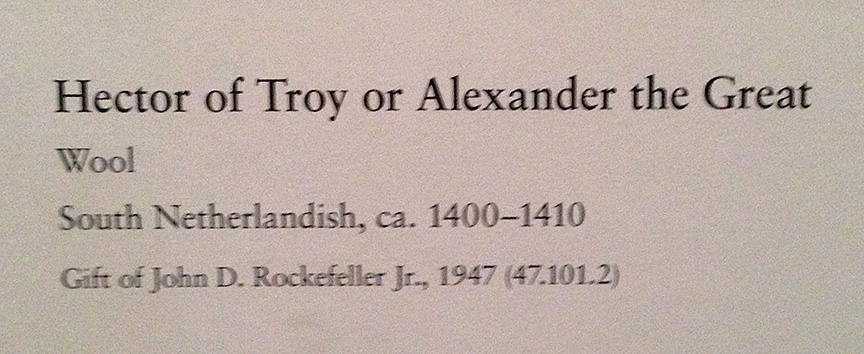 Hector of Troy or Alexander the Great
Wool
South Netherlandish, ca. 1400–1410
Gift of John D. Rockefeller Jr., 1947 (47.101.2)